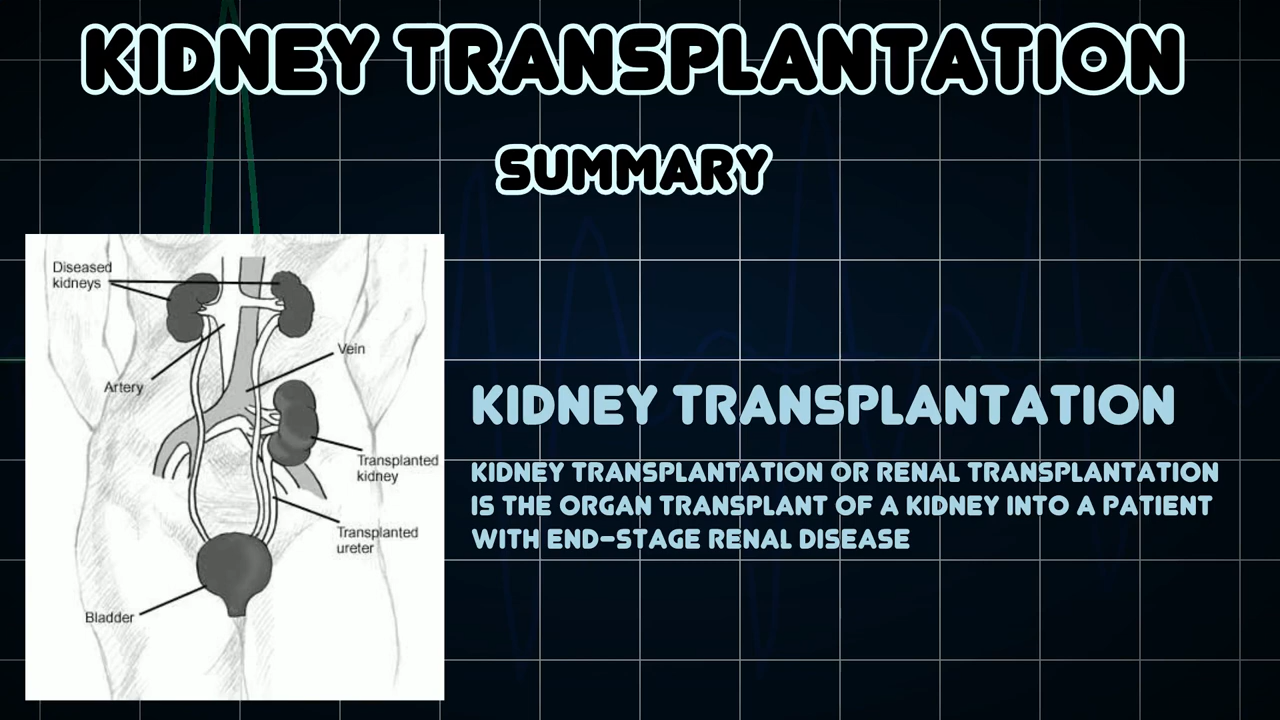 KIDNEY TRANSPLANTATION
SUMMARY
Diseased
kidneys
Vein
Artery
Transplanted
kidney
Transplanted
ureter
Bladder
KIDNEY TRANSPLANTATION
KIDNEY TRANSPLANTATION OR RENAL TRANSPLANTATION
IS THE ORGAN TRANSPLANT OF A KIDNEY INTO A PATIENT
WITH END-STAGE RENAL DISEASE